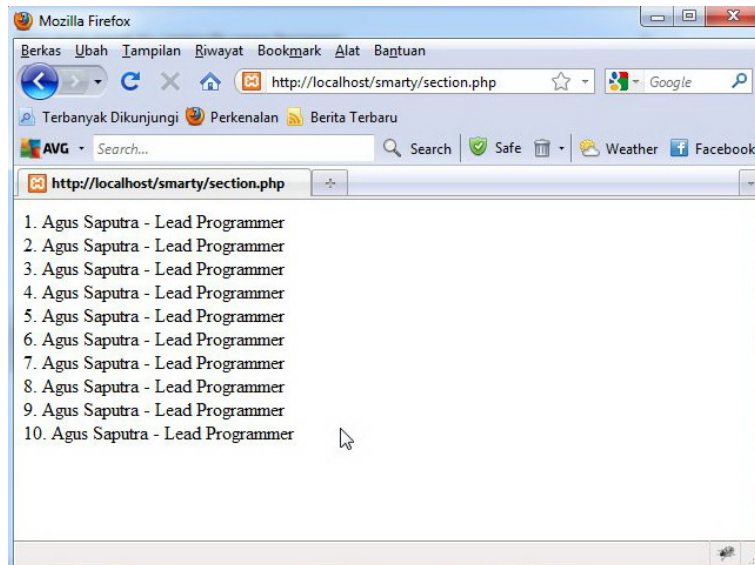 Mozilla Firefox
Berkas Ubah Tampilan Riwayat Bookmark Alat Bantuan
http://localhost/smarty/section.php Google
Terbanyak Dikunjungi Perkenalan Berita Terbaru
AVG Search... Search Safe Weather Facebook
http://localhost/smarty/section.php
1. Agus Saputra - Lead Programmer
2. Agus Saputra - Lead Programmer
3. Agus Saputra - Lead Programmer
4. Agus Saputra - Lead Programmer
5. Agus Saputra - Lead Programmer
6. Agus Saputra - Lead Programmer
7. Agus Saputra - Lead Programmer
8. Agus Saputra - Lead Programmer
9. Agus Saputra - Lead Programmer
10. Agus Saputra - Lead Programmer